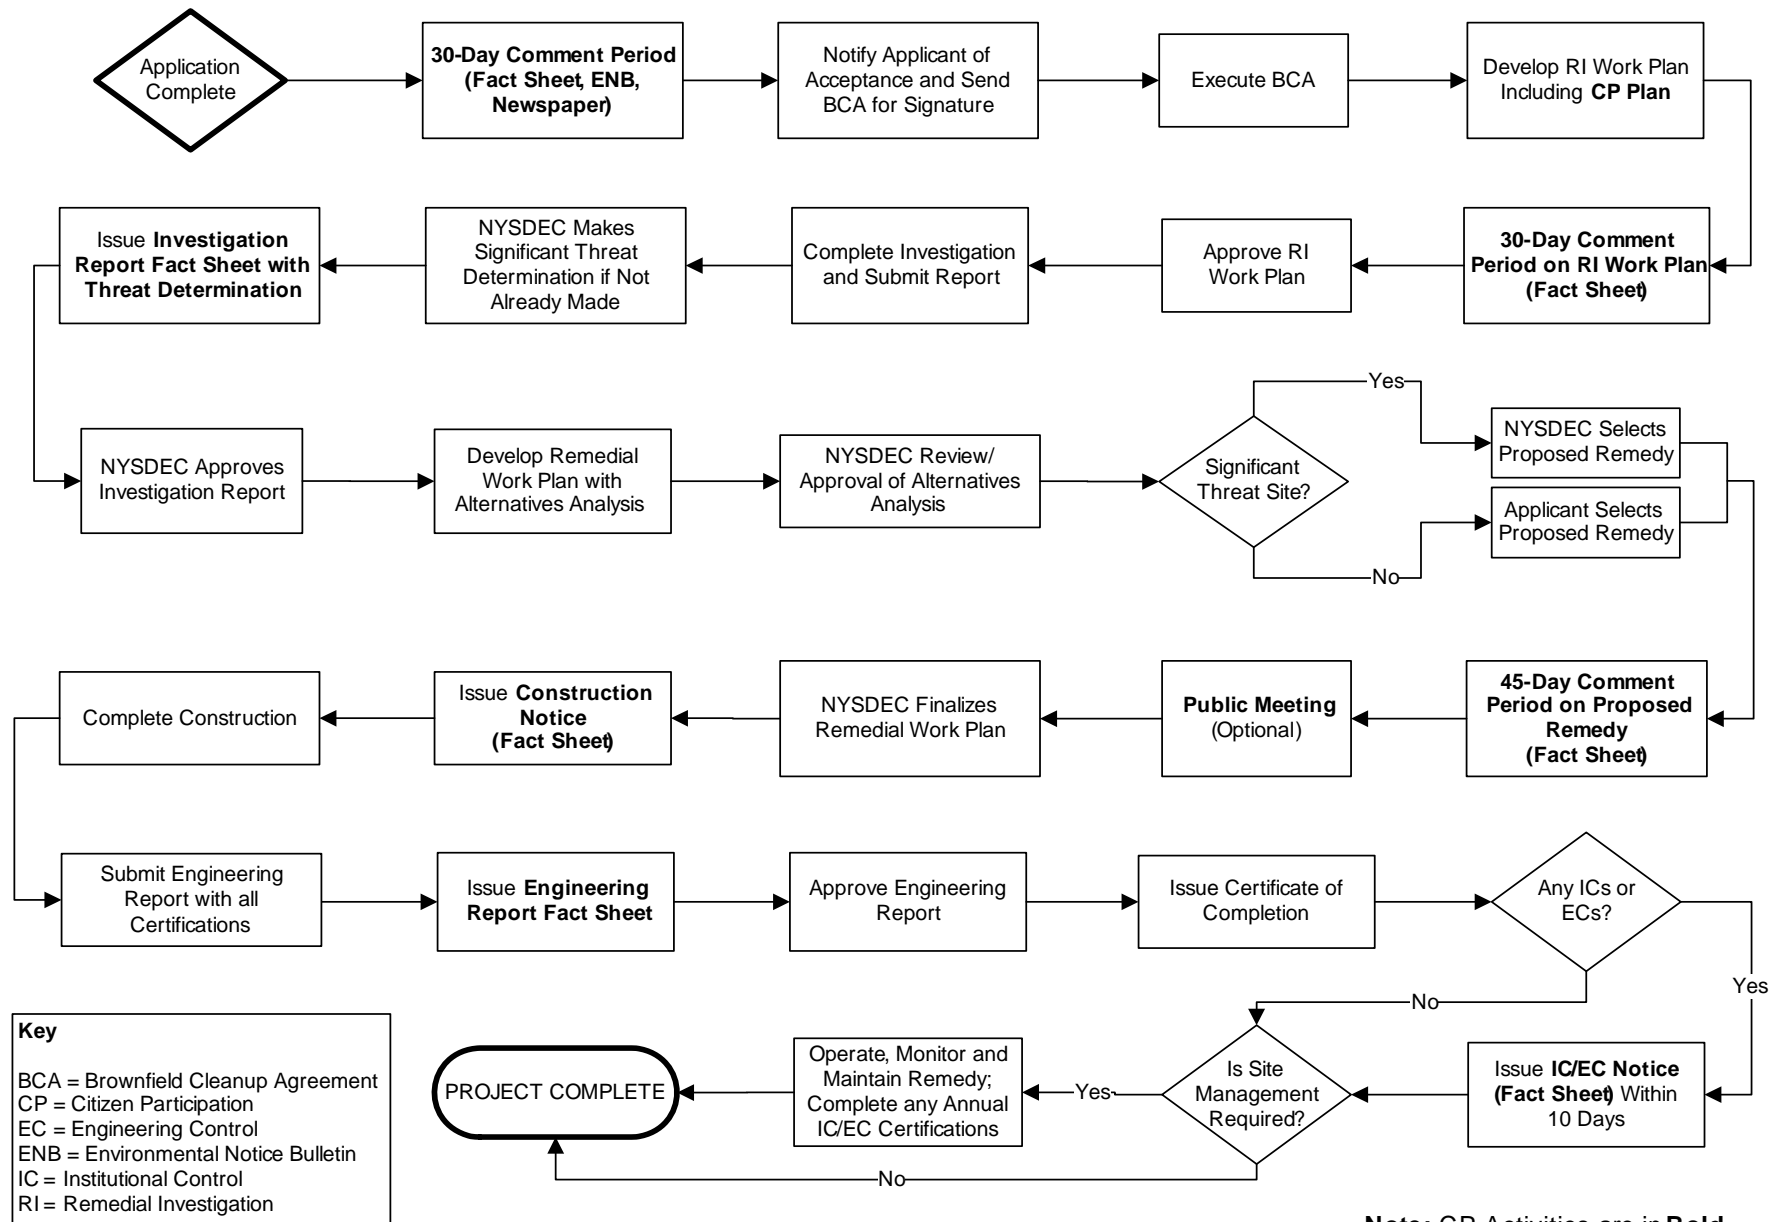 Application
Complete
30-Day Comment Period
(Fact Sheet, ENB,
Newspaper)
Notify Applicant of
Acceptance and Send
BCA for Signature
Execute BCA
Develop RI Work Plan
Including CP Plan
Issue Investigation
Report Fact Sheet with
Threat Determination
NYSDEC Makes
Significant Threat
Determination if Not
Already Made
Complete Investigation
and Submit Report
Approve RI
Work Plan
30-Day Comment
Period on RI Work Plan
(Fact Sheet)
NYSDEC Approves
Investigation Report
Develop Remedial
Work Plan with
Alternatives Analysis
NYSDEC Review/
Approval of Alternatives
Analysis
Significant
Threat Site?
Yes
No
NYSDEC Selects
Proposed Remedy
Applicant Selects
Proposed Remedy
Complete Construction
Issue Construction
Notice
(Fact Sheet)
NYSDEC Finalizes
Remedial Work Plan
Public Meeting
(Optional)
45-Day Comment
Period on Proposed
Remedy
(Fact Sheet)
Submit Engineering
Report with all
Certifications
Issue Engineering
Report Fact Sheet
Approve Engineering
Report
Issue Certificate of
Completion
Any ICs or
ECs?
Yes
No
Key
BCA = Brownfield Cleanup Agreement
CP = Citizen Participation
EC = Engineering Control
ENB = Environmental Notice Bulletin
IC = Institutional Control
RI = Remedial Investigation
PROJECT COMPLETE
Operate, Monitor and
Maintain Remedy;
Complete any Annual
IC/EC Certifications
Yes
Is Site
Management
Required?
No
Issue IC/EC Notice
(Fact Sheet) Within
10 Days
Note: CP Activities are in Bold